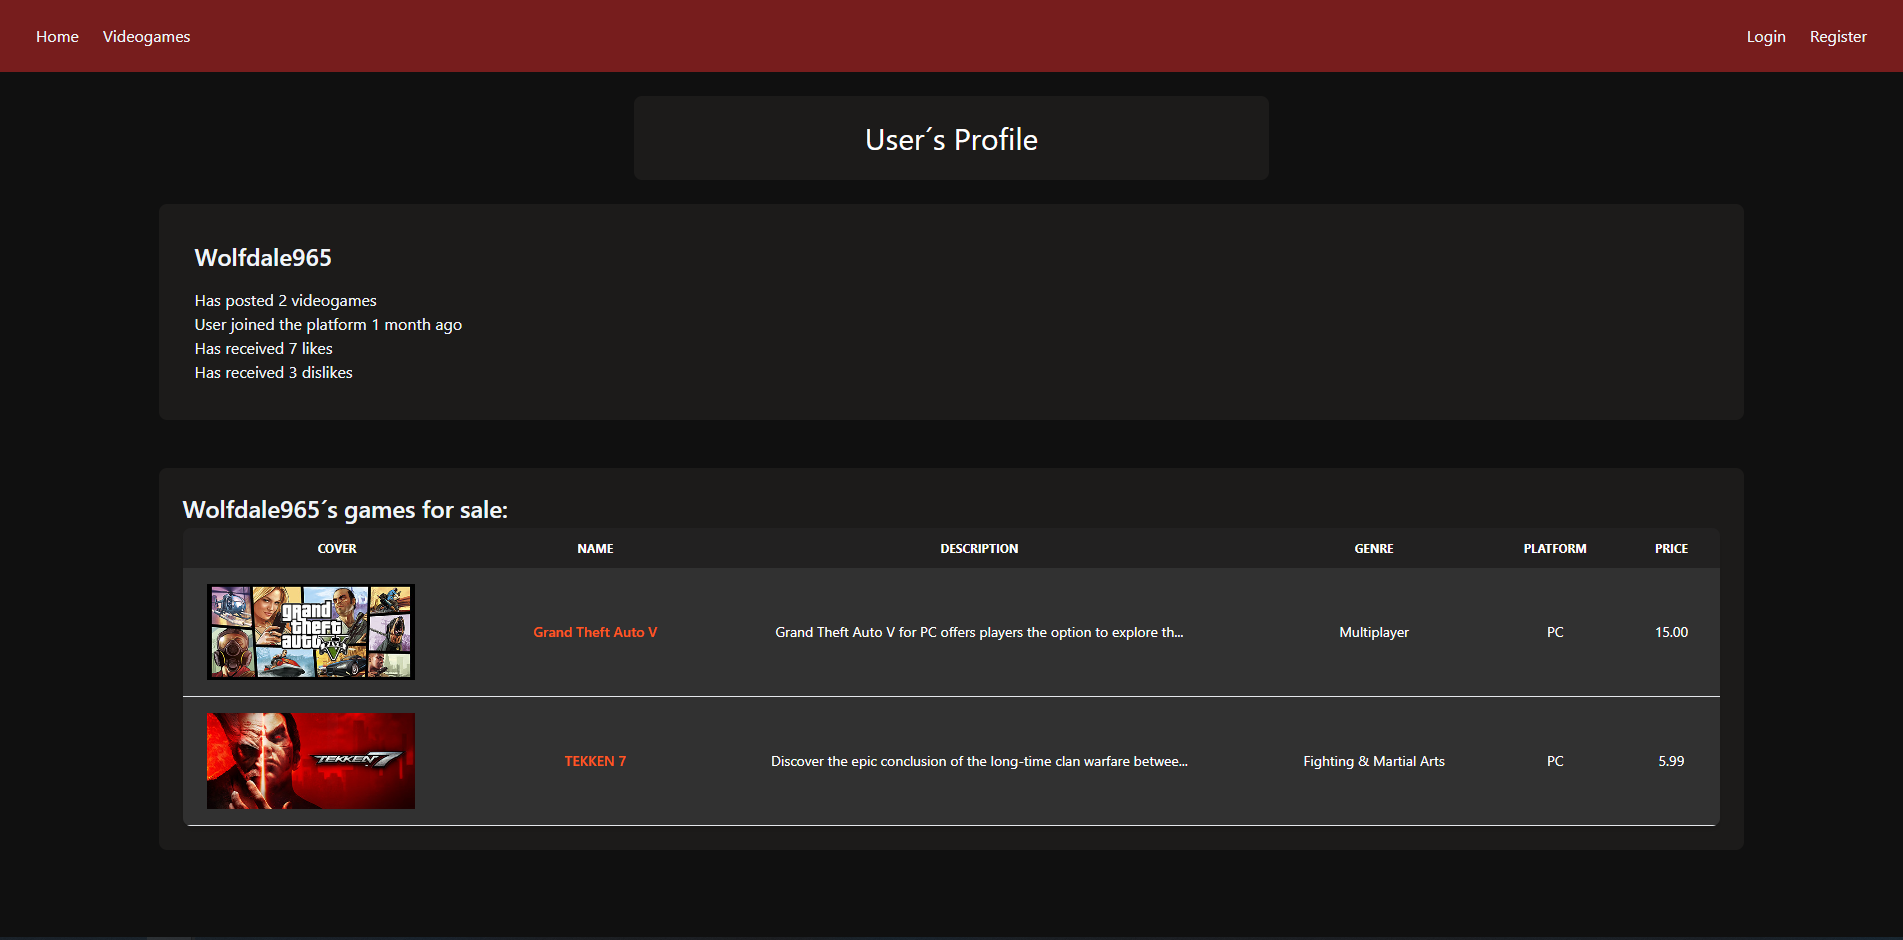 Home Videogames Login Register
User´s Profile
Wolfdale965
Has posted 2 videogames
User joined the platform 1 month ago
Has received 7 likes
Has received 3 dislikes
Wolfdale965´s games for sale:
COVER NAME DESCRIPTION GENRE PLATFORM PRICE
grand
theft
auto
V
Grand Theft Auto V Grand Theft Auto V for PC offers players the option to explore th... Multiplayer PC 15.00
TEKKEN 7
TEKKEN 7 Discover the epic conclusion of the long-time clan warfare betwee... Fighting & Martial Arts PC 5.99